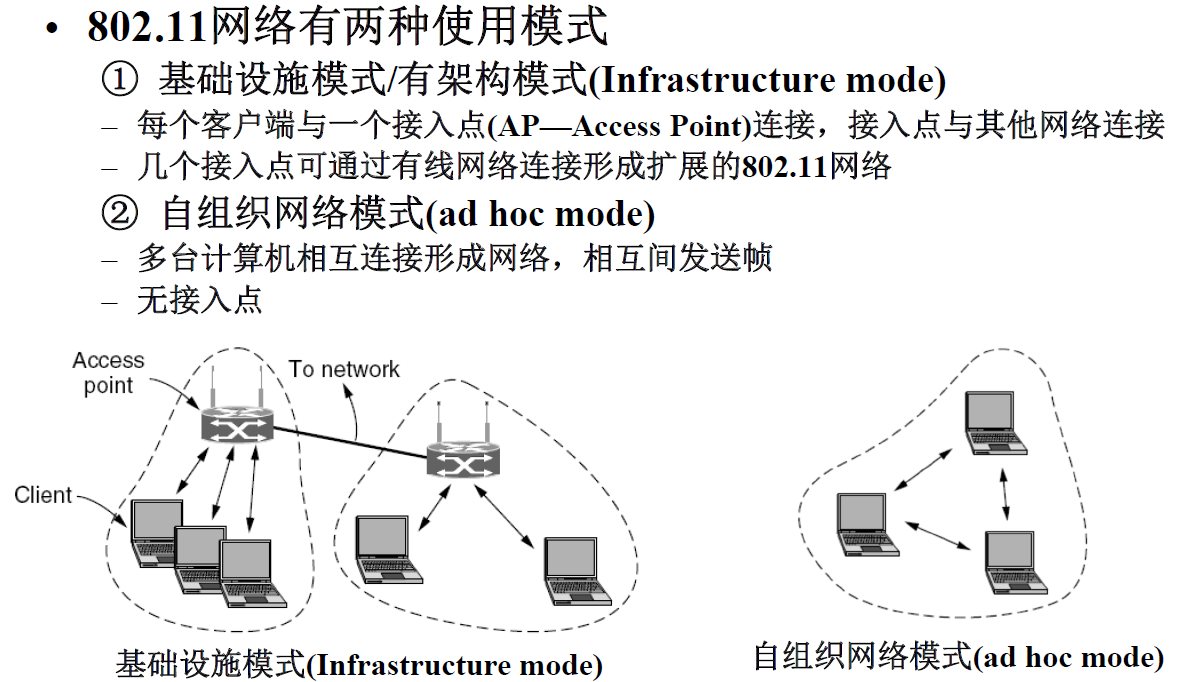 • 802.11网络有两种使用模式
① 基础设施模式/有架构模式(Infrastructure mode)
– 每个客户端与一个接入点(AP—Access Point)连接，接入点与其他网络连接
– 几个接入点可通过有线网络连接形成扩展的802.11网络
② 自组织网络模式(ad hoc mode)
– 多台计算机相互连接形成网络，相互间发送帧
– 无接入点
Access
point
To network
Client
基础设施模式(Infrastructure mode)
自组织网络模式(ad hoc mode)